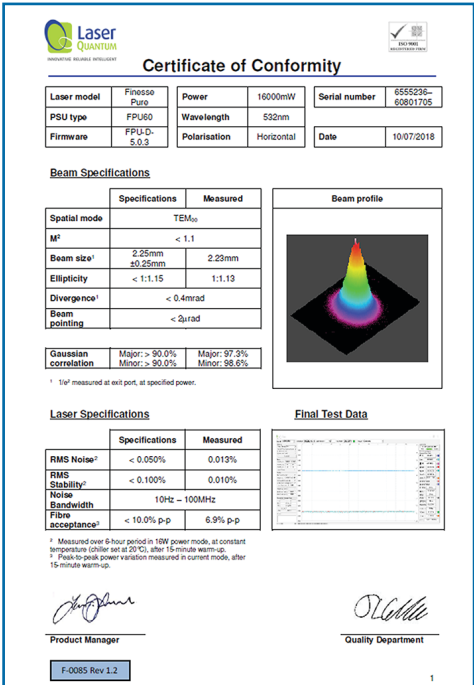 Laser
QUANTUM
INNOVATIVE RELIABLE INTELLIGENT
ISO 9001
REGISTERED FIRM
Certificate of Conformity
Laser model Finesse Pure Power 16000mW Serial number 6555236–60801705
PSU type FPU60 Wavelength 532nm
Firmware FPU-D-5.0.3 Polarisation Horizontal Date 10/07/2018
Beam Specifications
Specifications Measured Beam profile
Spatial mode TEM₀₀
M² < 1.1
Beam size¹ 2.25mm ±0.25mm 2.23mm
Ellipticity < 1:1.15 1:1.13
Divergence¹ < 0.4mrad
Beam pointing < 2µrad
Gaussian correlation Major: > 90.0% Minor: > 90.0% Major: 97.3% Minor: 98.6%
¹ 1/e² measured at exit port, at specified power.
Laser Specifications Final Test Data
Specifications Measured
RMS Noise² < 0.050% 0.013%
RMS Stability² < 0.100% 0.010%
Noise Bandwidth 10Hz – 100MHz
Fibre acceptance³ < 10.0% p-p 6.9% p-p
² Measured over 6-hour period in 16W power mode, at constant
temperature (chiller set at 20°C), after 15-minute warm-up.
³ Peak-to-peak power variation measured in current mode, after
15-minute warm-up.
Product Manager Quality Department
F-0085 Rev 1.2
1